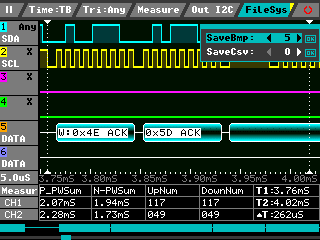 Time:TB Tri:Any Measure Out I2C FileSys
1 Any SDA
2 X SCL
3 X
4 X
5 DATA
6 DATA
SaveBmp: 5 OK
SaveCsv: 0 OK
W:0x4E ACK 0x5D ACK
5.0us 3.75mS 3.80mS 3.85mS 3.90mS 3.95mS 4.00mS
Measur P_PWSum N-PWSum UpNum DownNum T1:3.76mS
CH1 2.07mS 1.94mS 117 117 T2:4.02mS
CH2 2.28mS 1.73mS 049 049 ▲T:262uS